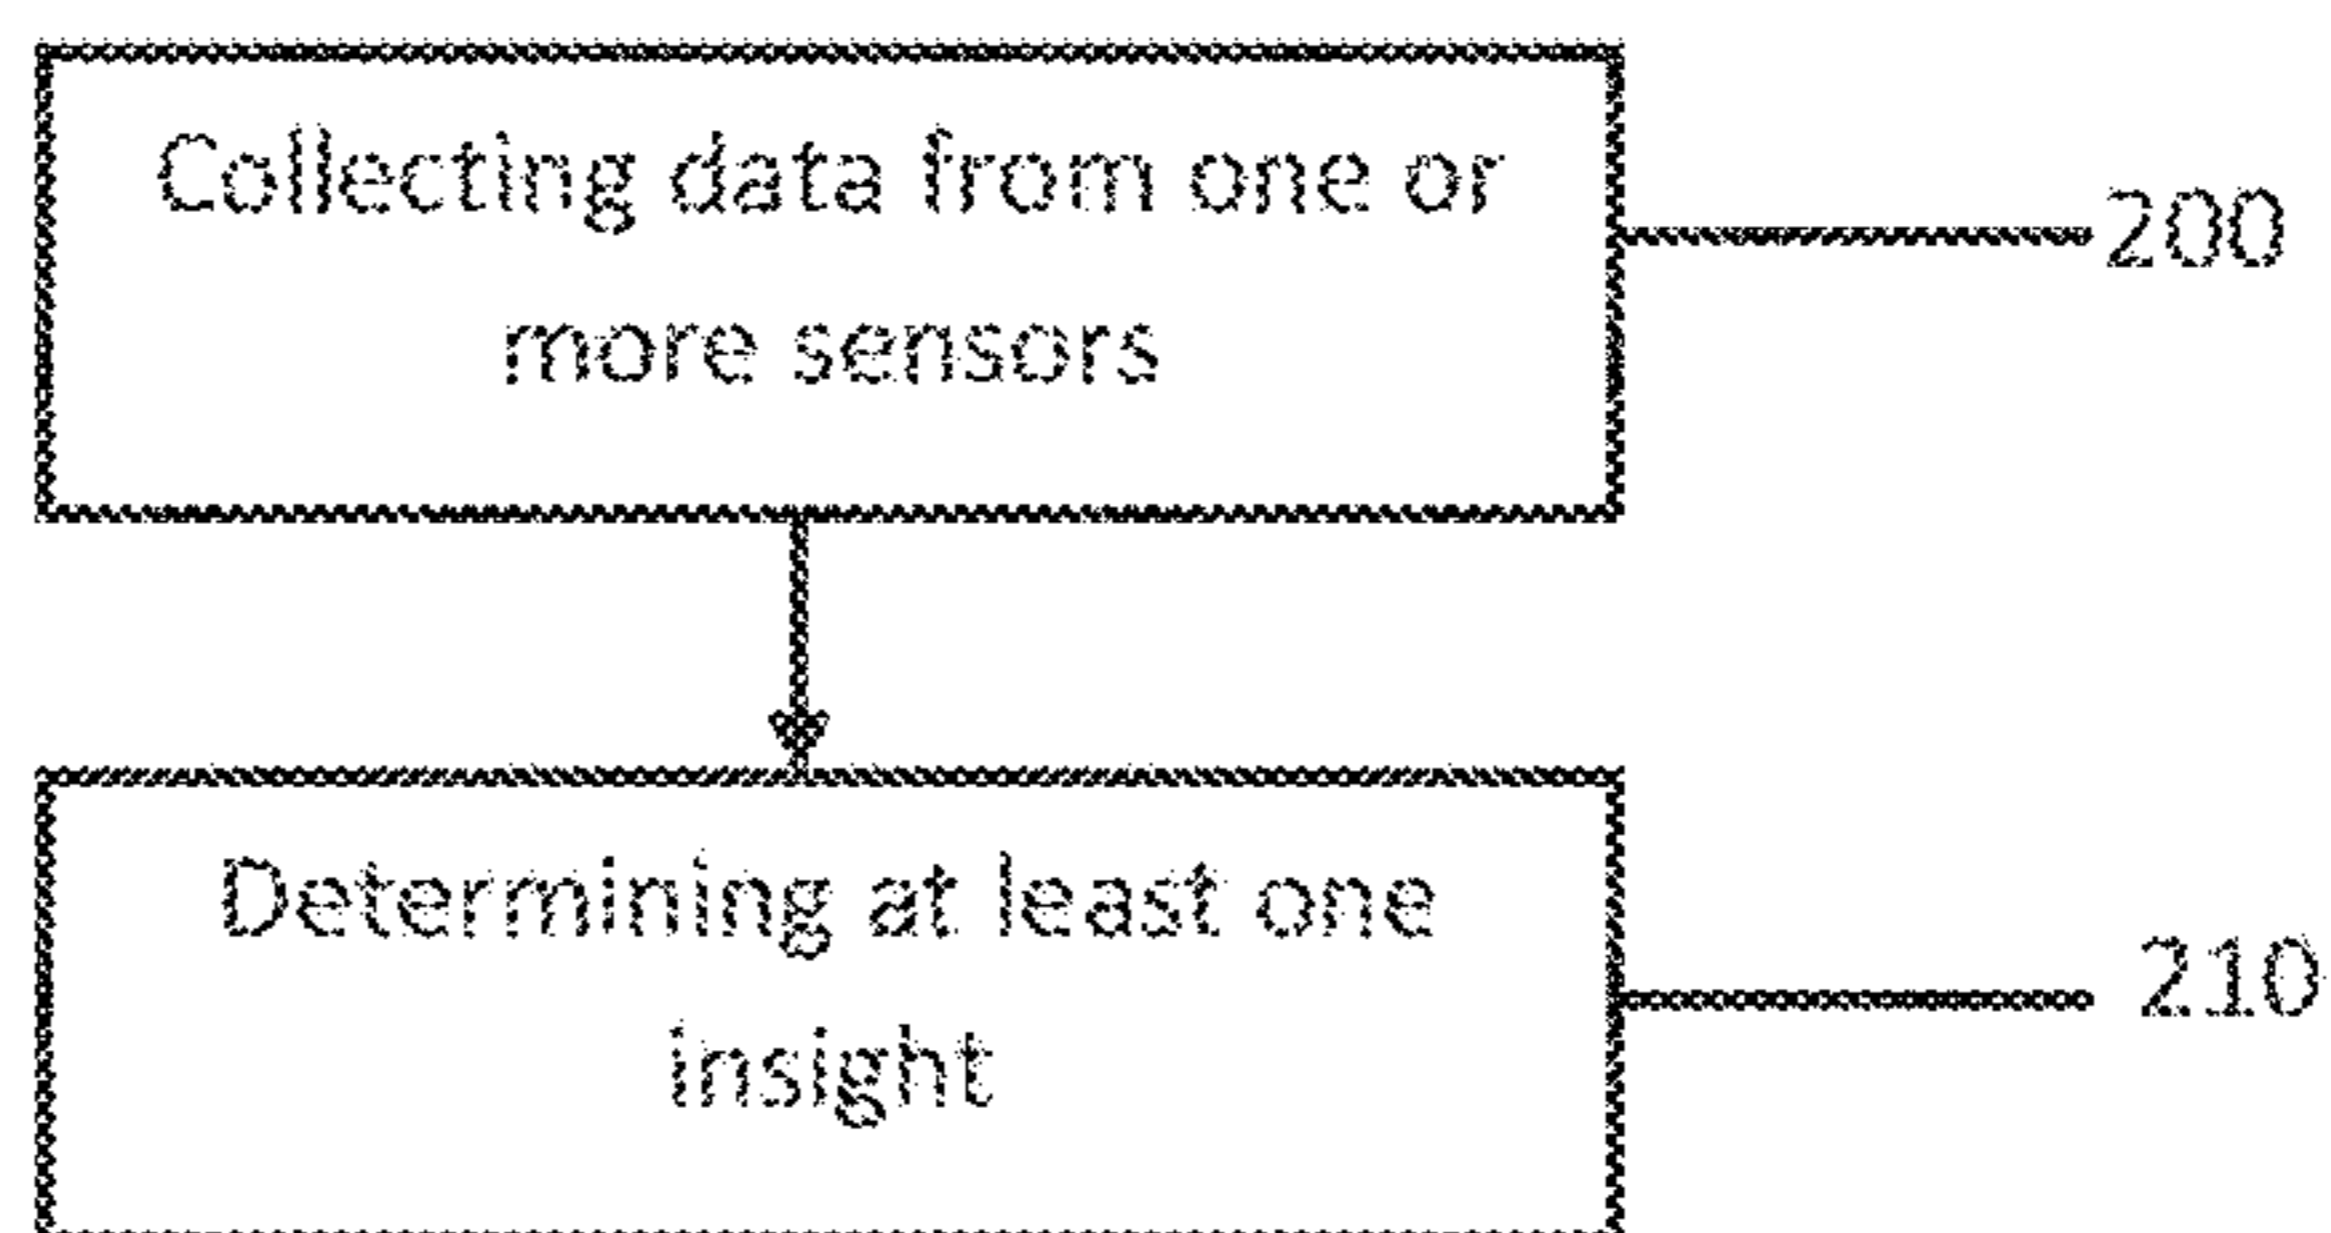 Collecting data from one or
more sensors
200
Determining at least one
insight
210